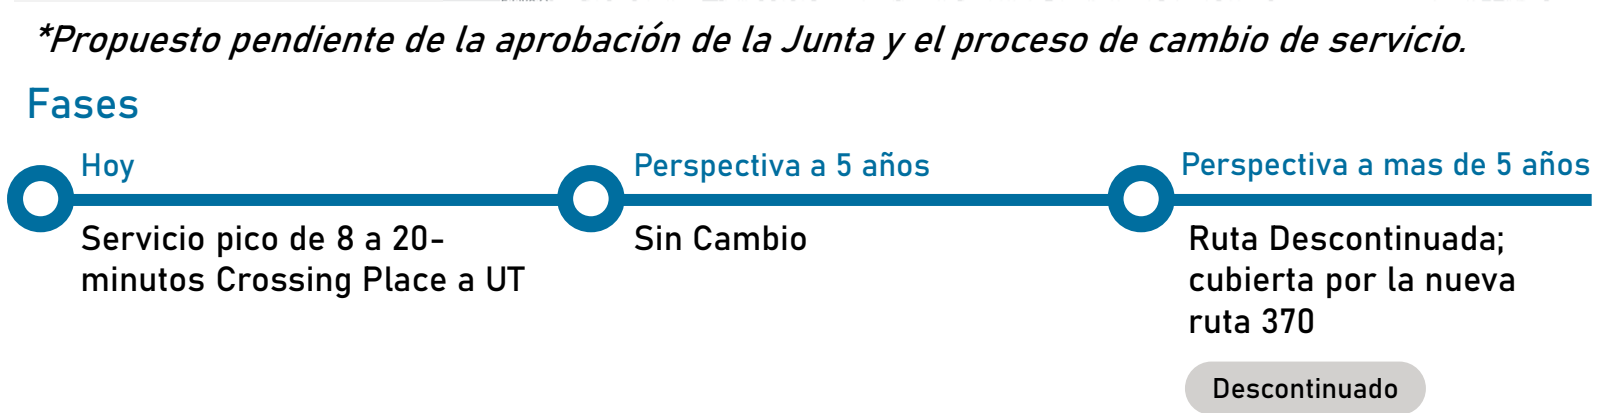 *Propuesto pendiente de la aprobación de la Junta y el proceso de cambio de servicio.
Fases
Hoy
Servicio pico de 8 a 20-
minutos Crossing Place a UT
Perspectiva a 5 años
Sin Cambio
Perspectiva a mas de 5 años
Ruta Descontinuada;
cubierta por la nueva
ruta 370
Descontinuado